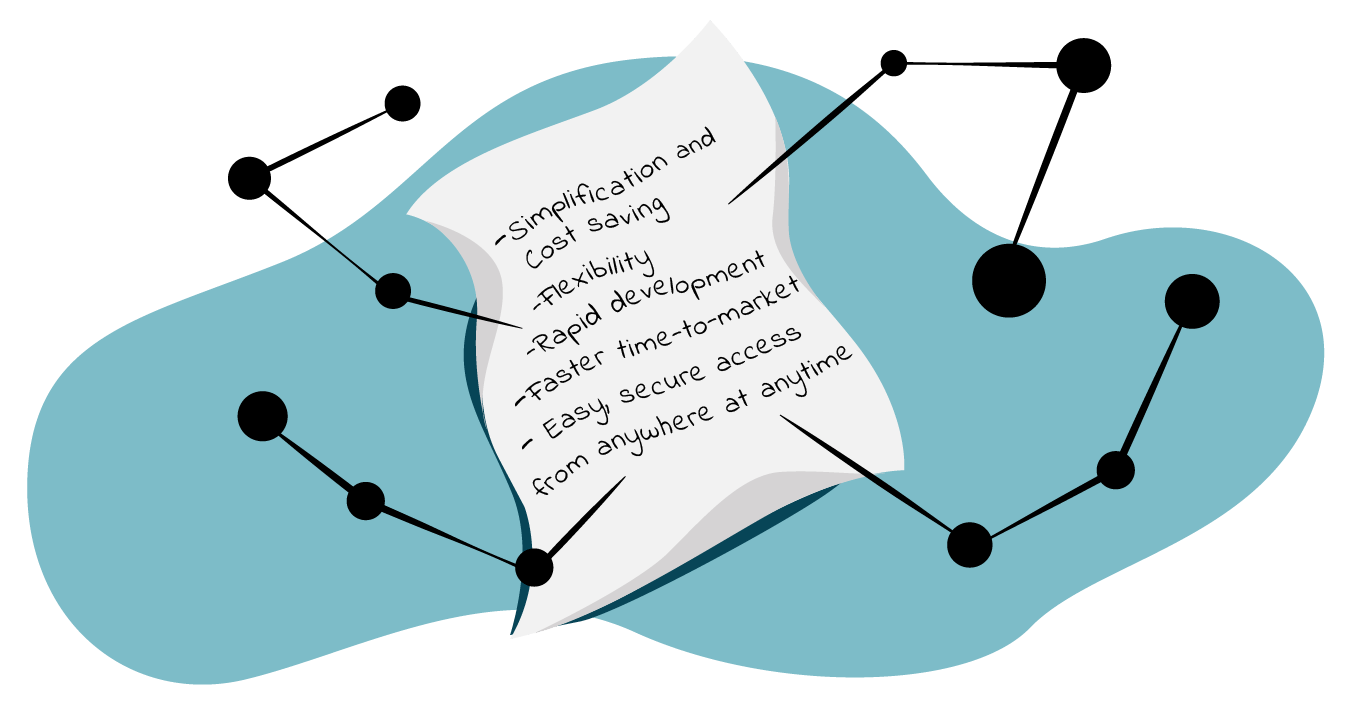 -Simplification and
Cost saving
-Flexibility
-Rapid development
-Faster time-to-market
- Easy, secure access
from anywhere at anytime